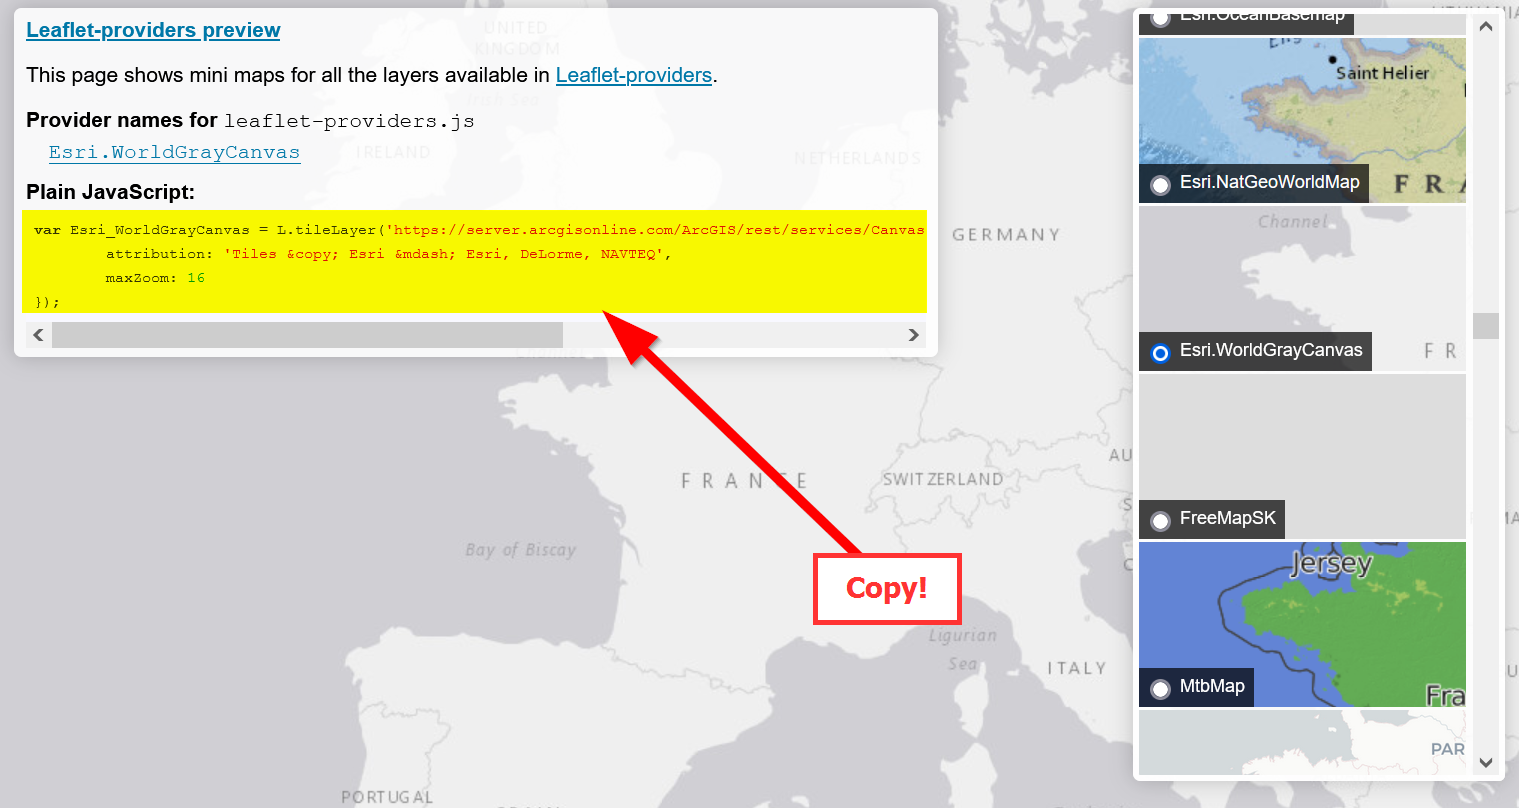 Leaflet-providers preview
This page shows mini maps for all the layers available in Leaflet-providers.
Provider names for leaflet-providers.js
Esri.WorldGrayCanvas
Plain JavaScript:
var Esri_WorldGrayCanvas = L.tileLayer('https://server.arcgisonline.com/ArcGIS/rest/services/Canvas
attribution: 'Tiles &copy; Esri &mdash; Esri, DeLorme, NAVTEQ',
maxZoom: 16
});
UNITED
KINGDOM
Irish Sea
IRELAND
NETHERLANDS
GERMANY
Channel
FRANCE
SWITZERLAND
AU
Bay of Biscay
Copy!
Ligurian
Sea
ITALY
PORTUGAL
Esri.OceanBasemap
Saint Helier
FRA
Esri.NatGeoWorldMap
Channel
FR
Esri.WorldGrayCanvas
FreeMapSK
Jersey
Fra
MtbMap
PAR